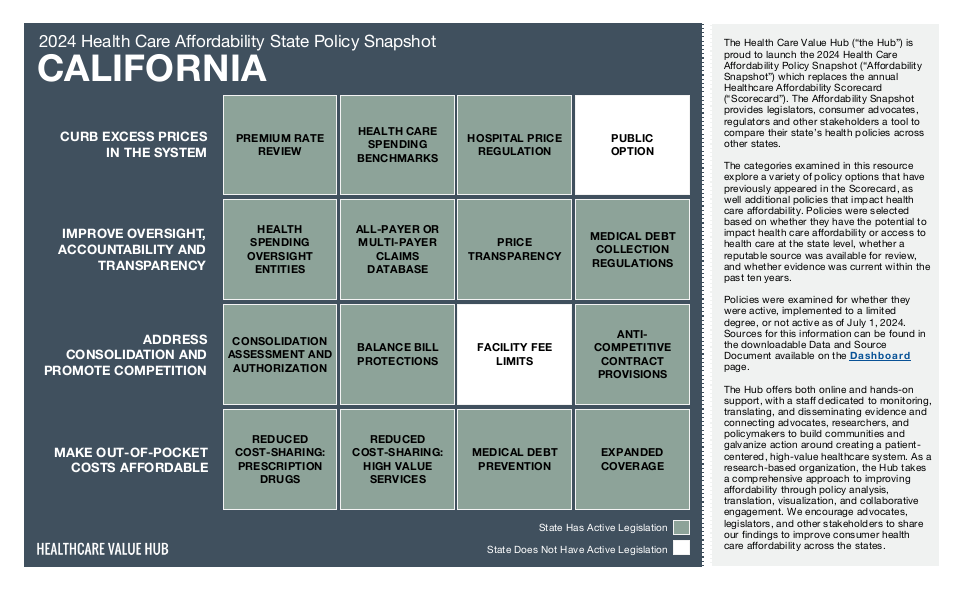 2024 Health Care Affordability State Policy Snapshot
CALIFORNIA
CURB EXCESS PRICES
IN THE SYSTEM
PREMIUM RATE
REVIEW
HEALTH CARE
SPENDING
BENCHMARKS
HOSPITAL PRICE
REGULATION
PUBLIC
OPTION
IMPROVE OVERSIGHT,
ACCOUNTABILITY AND
TRANSPARENCY
HEALTH
SPENDING
OVERSIGHT
ENTITIES
ALL-PAYER OR
MULTI-PAYER
CLAIMS
DATABASE
PRICE
TRANSPARENCY
MEDICAL DEBT
COLLECTION
REGULATIONS
ADDRESS
CONSOLIDATION AND
PROMOTE COMPETITION
CONSOLIDATION
ASSESSMENT AND
AUTHORIZATION
BALANCE BILL
PROTECTIONS
FACILITY FEE
LIMITS
ANTI-
COMPETITIVE
CONTRACT
PROVISIONS
MAKE OUT-OF-POCKET
COSTS AFFORDABLE
REDUCED
COST-SHARING:
PRESCRIPTION
DRUGS
REDUCED
COST-SHARING:
HIGH VALUE
SERVICES
MEDICAL DEBT
PREVENTION
EXPANDED
COVERAGE
State Has Active Legislation
State Does Not Have Active Legislation
HEALTHCARE VALUE HUB
The Health Care Value Hub (“the Hub”) is
proud to launch the 2024 Health Care
Affordability Policy Snapshot (“Affordability
Snapshot”) which replaces the annual
Healthcare Affordability Scorecard
(“Scorecard”). The Affordability Snapshot
provides legislators, consumer advocates,
regulators and other stakeholders a tool to
compare their state’s health policies across
other states.
The categories examined in this resource
explore a variety of policy options that have
previously appeared in the Scorecard, as
well additional policies that impact health
care affordability. Policies were selected
based on whether they have the potential to
impact health care affordability or access to
health care at the state level, whether a
reputable source was available for review,
and whether evidence was current within the
past ten years.
Policies were examined for whether they
were active, implemented to a limited
degree, or not active as of July 1, 2024.
Sources for this information can be found in
the downloadable Data and Source
Document available on the Dashboard
page.
The Hub offers both online and hands-on
support, with a staff dedicated to monitoring,
translating, and disseminating evidence and
connecting advocates, researchers, and
policymakers to build communities and
galvanize action around creating a patient-
centered, high-value healthcare system. As a
research-based organization, the Hub takes
a comprehensive approach to improving
affordability through policy analysis,
translation, visualization, and collaborative
engagement. We encourage advocates,
legislators, and other stakeholders to share
our findings to improve consumer health
care affordability across the states.